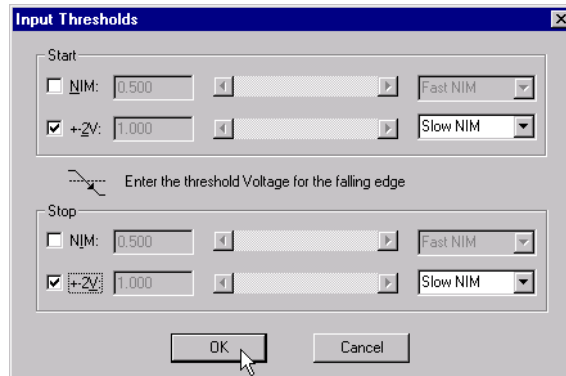 Input Thresholds
Start
NIM: 0.500 Fast NIM
+-2V: 1.000 Slow NIM
Enter the threshold Voltage for the falling edge
Stop
NIM: 0.500 Fast NIM
+-2V: 1.000 Slow NIM
OK Cancel